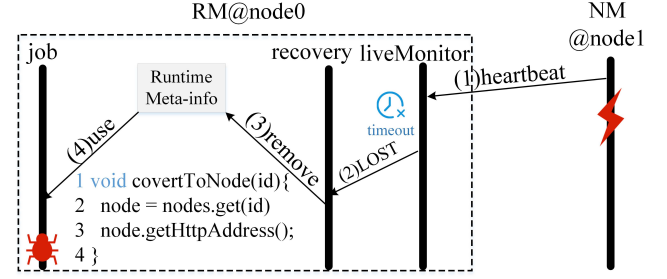 RM@node0
NM
@node1
job
recovery
liveMonitor
Runtime
Meta-info
(1)heartbeat
timeout
(2)LOST
(3)remove
(4)use
1 void covertToNode(id){
2 node = nodes.get(id)
3 node.getHttpAddress();
4 }